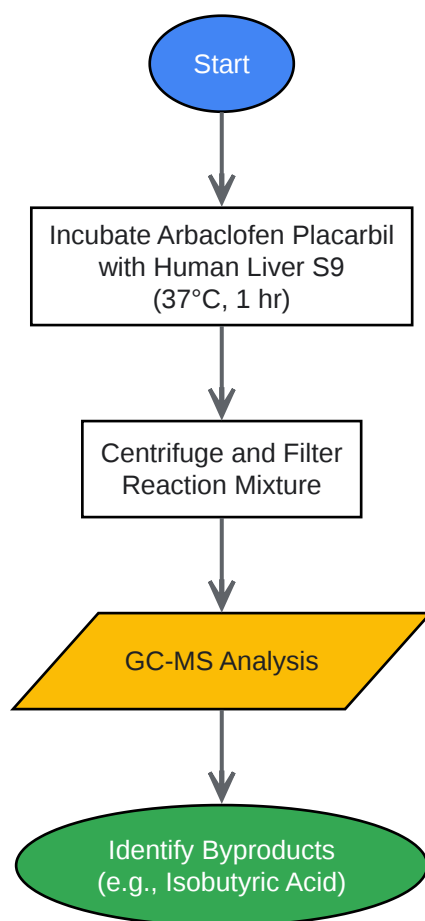 Start
Incubate Arbaclofen Placarbil
with Human Liver S9
(37°C, 1 hr)
Centrifuge and Filter
Reaction Mixture
GC-MS Analysis
Identify Byproducts
(e.g., Isobutyric Acid)